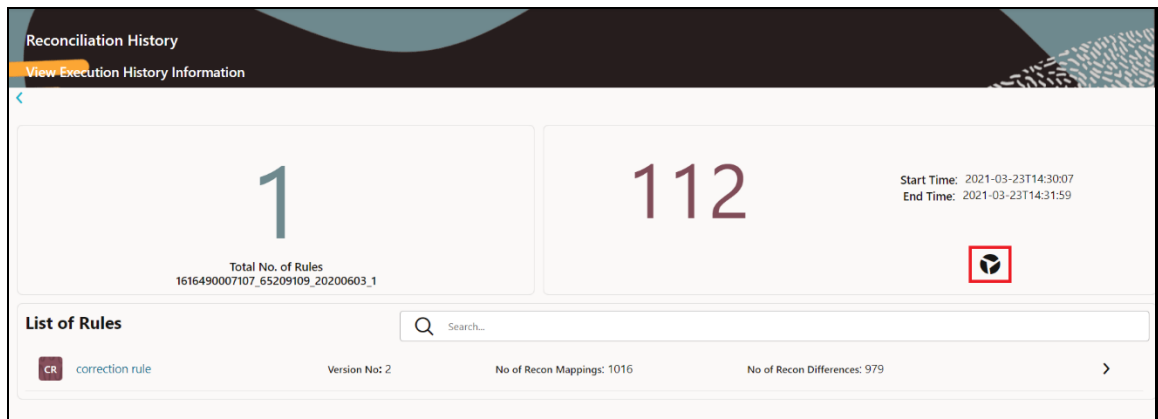 Reconciliation History
View Execution History Information
1
Total No. of Rules
1616490007107_65209109_20200603_1
112
Start Time: 2021-03-23T14:30:07
End Time: 2021-03-23T14:31:59
List of Rules
Search...
CR correction rule Version No: 2 No of Recon Mappings: 1016 No of Recon Differences: 979